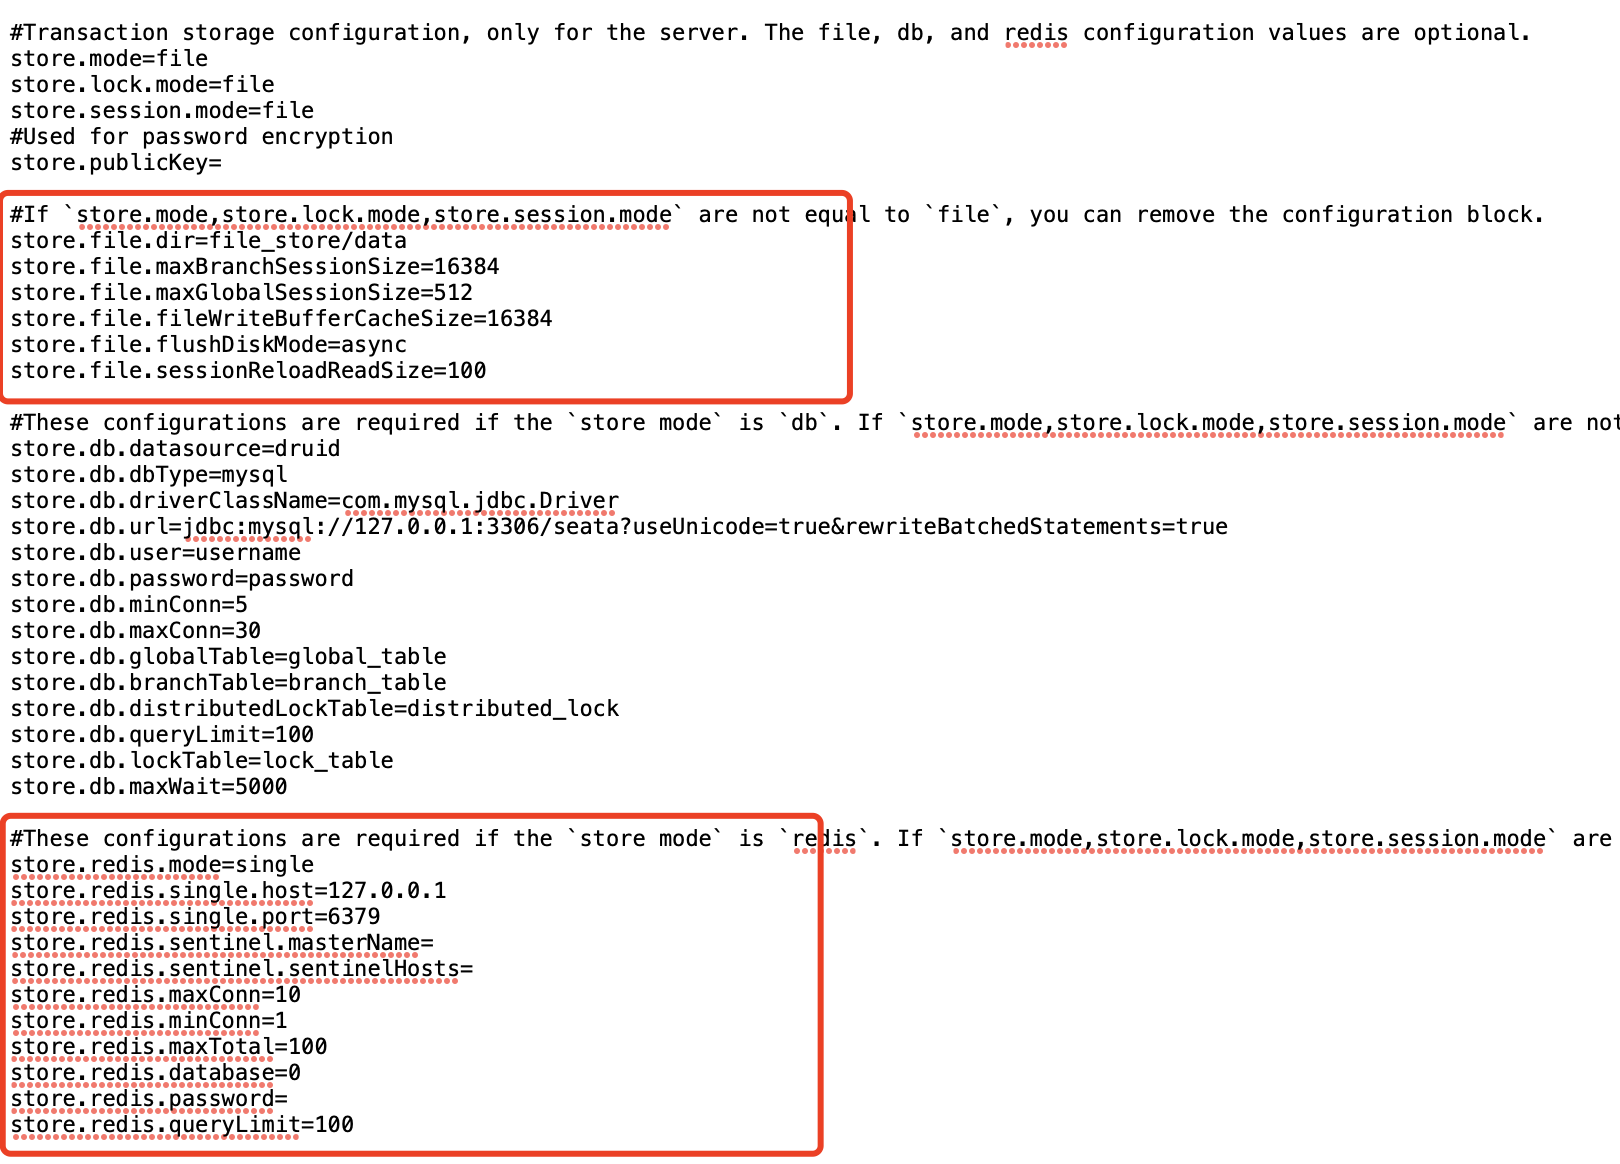 #Transaction storage configuration, only for the server. The file, db, and redis configuration values are optional.
store.mode=file
store.lock.mode=file
store.session.mode=file
#Used for password encryption
store.publicKey=
#If `store.mode,store.lock.mode,store.session.mode` are not equal to `file`, you can remove the configuration block.
store.file.dir=file_store/data
store.file.maxBranchSessionSize=16384
store.file.maxGlobalSessionSize=512
store.file.fileWriteBufferCacheSize=16384
store.file.flushDiskMode=async
store.file.sessionReloadReadSize=100
#These configurations are required if the `store mode` is `db`. If `store.mode,store.lock.mode,store.session.mode` are not
store.db.datasource=druid
store.db.dbType=mysql
store.db.driverClassName=com.mysql.jdbc.Driver
store.db.url=jdbc:mysql://127.0.0.1:3306/seata?useUnicode=true&rewriteBatchedStatements=true
store.db.user=username
store.db.password=password
store.db.minConn=5
store.db.maxConn=30
store.db.globalTable=global_table
store.db.branchTable=branch_table
store.db.distributedLockTable=distributed_lock
store.db.queryLimit=100
store.db.lockTable=lock_table
store.db.maxWait=5000
#These configurations are required if the `store mode` is `redis`. If `store.mode,store.lock.mode,store.session.mode` are
store.redis.mode=single
store.redis.single.host=127.0.0.1
store.redis.single.port=6379
store.redis.sentinel.masterName=
store.redis.sentinel.sentinelHosts=
store.redis.maxConn=10
store.redis.minConn=1
store.redis.maxTotal=100
store.redis.database=0
store.redis.password=
store.redis.queryLimit=100